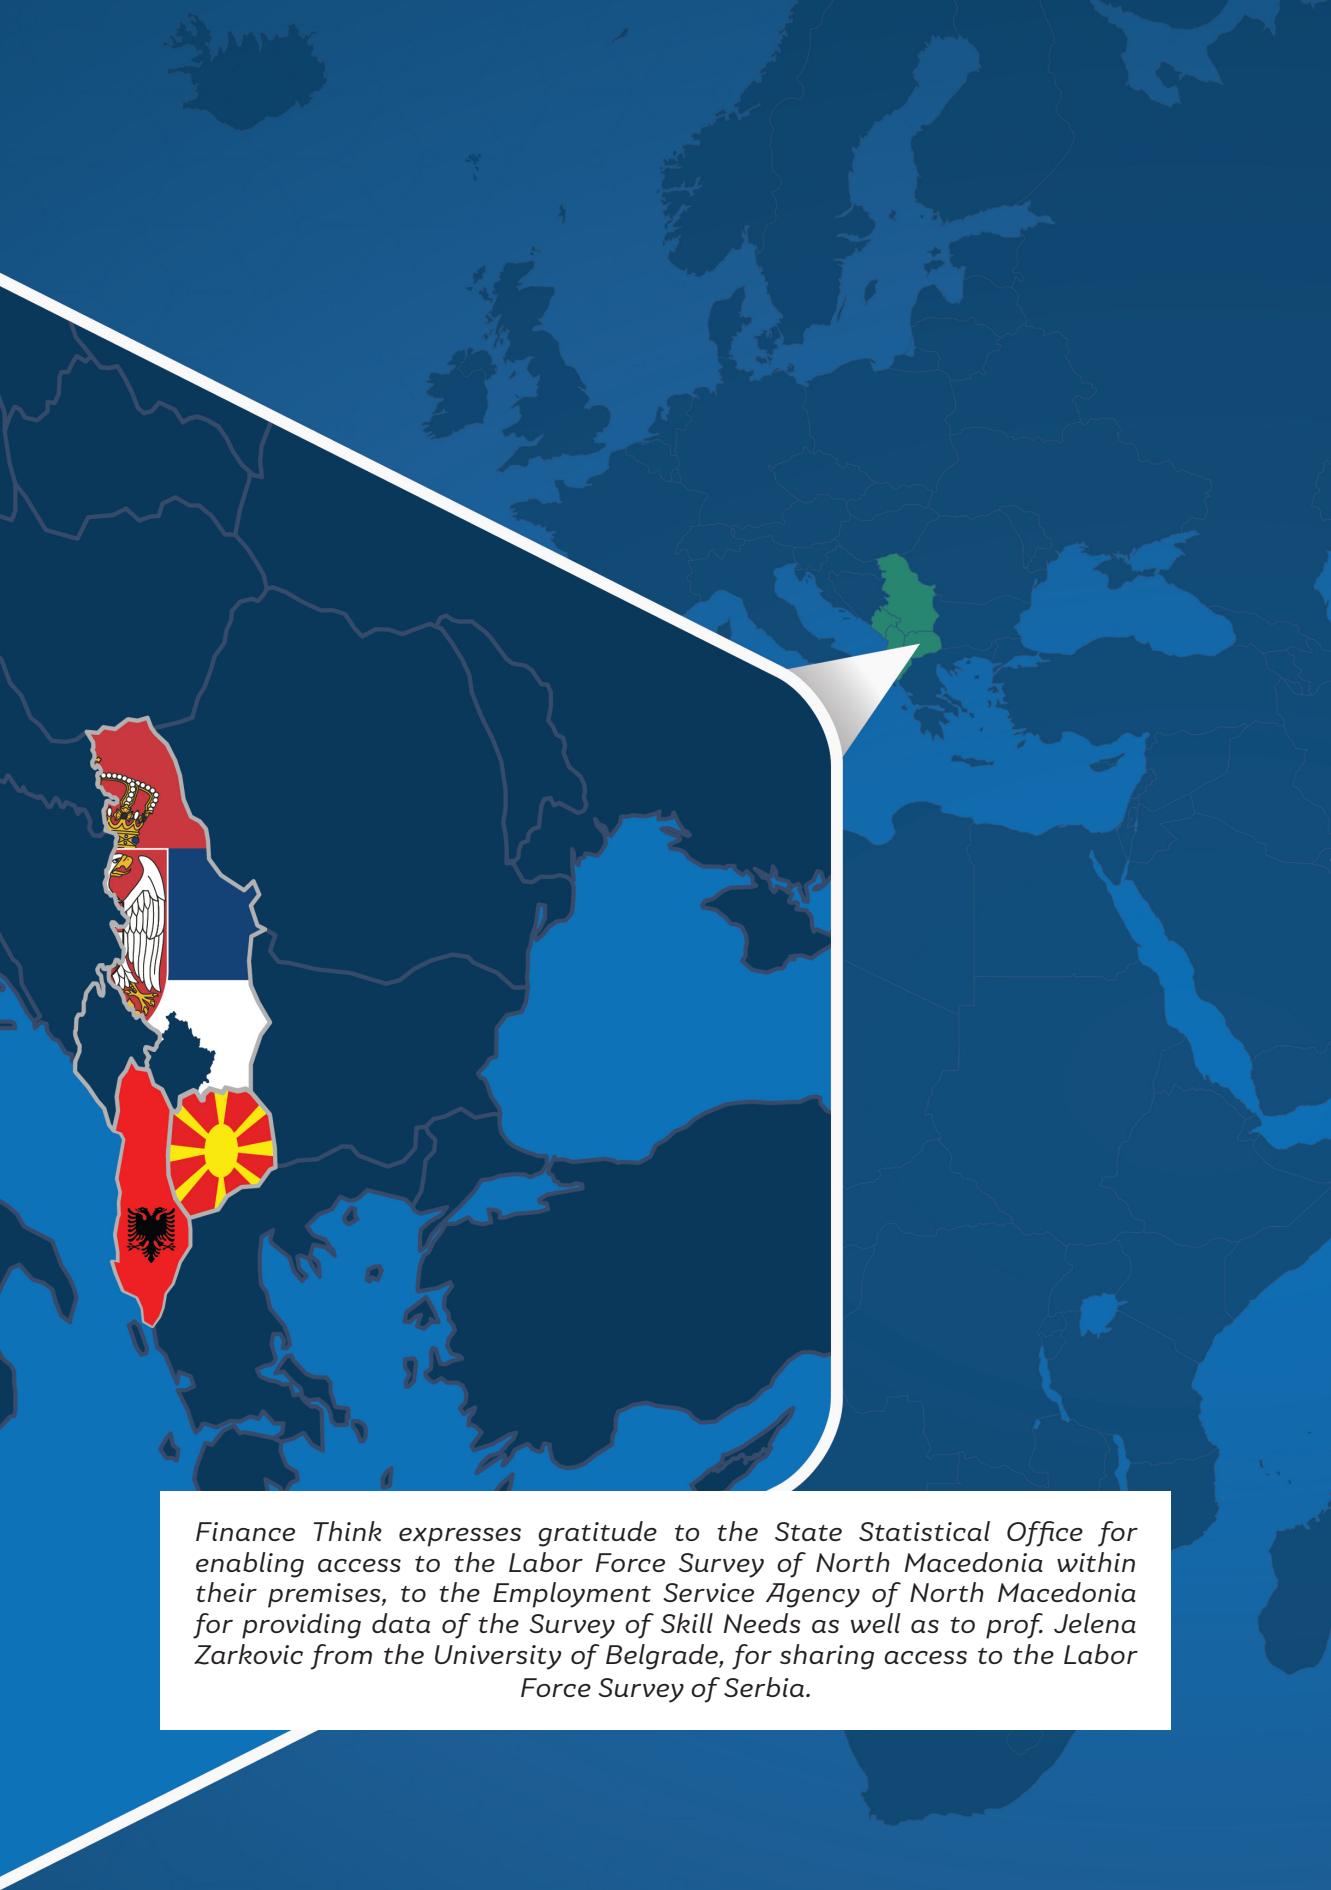 Finance Think expresses gratitude to the State Statistical Office for
enabling access to the Labor Force Survey of North Macedonia within
their premises, to the Employment Service Agency of North Macedonia
for providing data of the Survey of Skill Needs as well as to prof. Jelena
Zarkovic from the University of Belgrade, for sharing access to the Labor
Force Survey of Serbia.